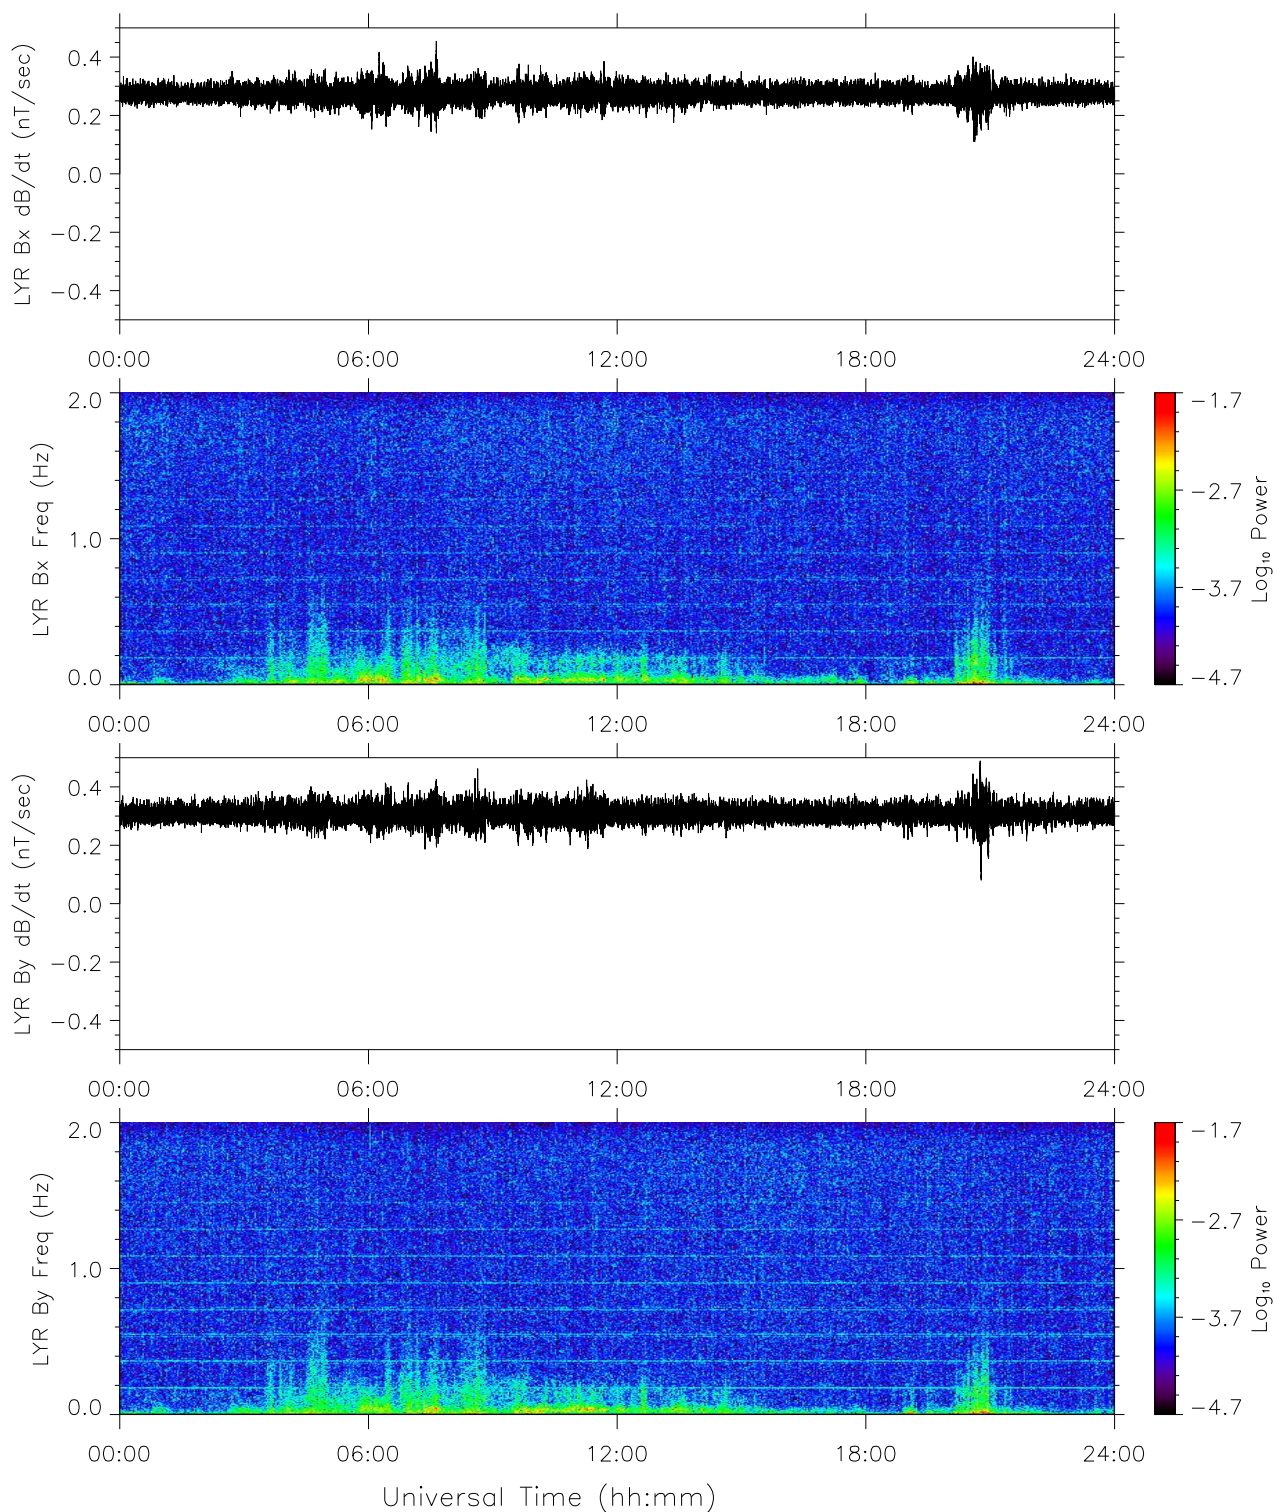 LYR Bx dB/dt (nT/sec)
0.4
0.2
0.0
−0.2
−0.4
00:00 06:00 12:00 18:00 24:00
LYR Bx Freq (Hz)
2.0
1.0
0.0
−1.7
−2.7
−3.7
−4.7
Log₁₀ Power
00:00 06:00 12:00 18:00 24:00
LYR By dB/dt (nT/sec)
0.4
0.2
0.0
−0.2
−0.4
00:00 06:00 12:00 18:00 24:00
LYR By Freq (Hz)
2.0
1.0
0.0
−1.7
−2.7
−3.7
−4.7
Log₁₀ Power
00:00 06:00 12:00 18:00 24:00
Universal Time (hh:mm)